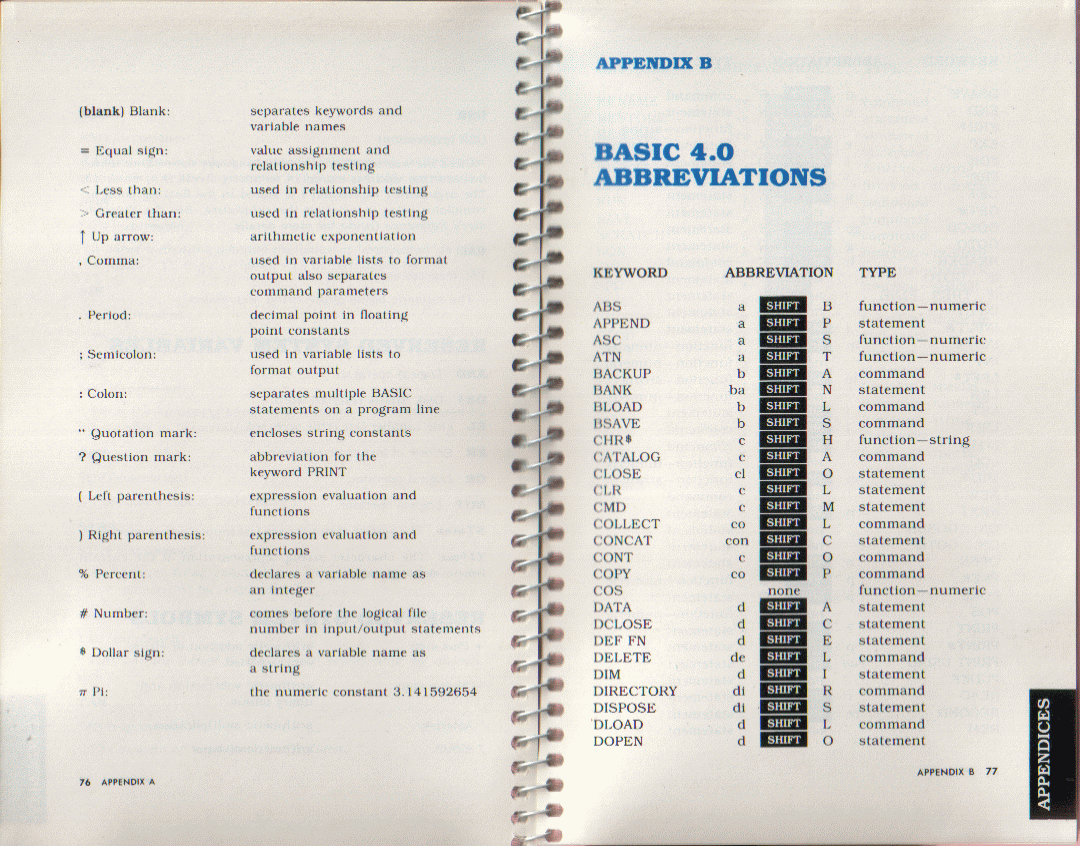 (blank) Blank: separates keywords and
variable names
= Equal sign: value assignment and
relationship testing
< Less than: used in relationship testing
> Greater than: used in relationship testing
↑ Up arrow: arithmetic exponentiation
, Comma: used in variable lists to format
output also separates
command parameters
. Period: decimal point in floating
point constants
; Semicolon: used in variable lists to
format output
: Colon: separates multiple BASIC
statements on a program line
" Quotation mark: encloses string constants
? Question mark: abbreviation for the
keyword PRINT
( Left parenthesis: expression evaluation and
functions
) Right parenthesis: expression evaluation and
functions
% Percent: declares a variable name as
an integer
# Number: comes before the logical file
number in input/output statements
$ Dollar sign: declares a variable name as
a string
π Pi: the numeric constant 3.141592654
76 APPENDIX A
APPENDIX B
BASIC 4.0
ABBREVIATIONS
KEYWORD ABBREVIATION TYPE
ABS a SHIFT B function—numeric
APPEND a SHIFT P statement
ASC a SHIFT S function—numeric
ATN a SHIFT T function—numeric
BACKUP b SHIFT A command
BANK ba SHIFT N statement
BLOAD b SHIFT L command
BSAVE b SHIFT S command
CHR$ c SHIFT H function—string
CATALOG c SHIFT A command
CLOSE cl SHIFT O statement
CLR c SHIFT L statement
CMD c SHIFT M statement
COLLECT co SHIFT L command
CONCAT con SHIFT C statement
CONT c SHIFT O command
COPY co SHIFT P command
COS none function—numeric
DATA d SHIFT A statement
DCLOSE d SHIFT C statement
DEF FN d SHIFT E statement
DELETE de SHIFT L command
DIM d SHIFT I statement
DIRECTORY di SHIFT R command
DISPOSE di SHIFT S statement
DLOAD d SHIFT L command
DOPEN d SHIFT O statement
APPENDIX B 77
APPENDICES